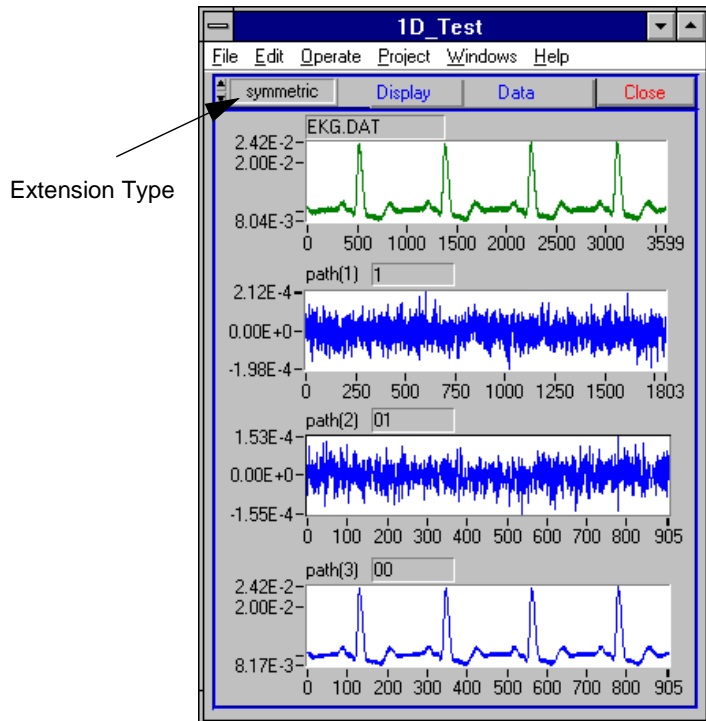 1D_Test
File Edit Operate Project Windows Help
symmetric Display Data Close
Extension Type
EKG.DAT
2.42E-2
2.00E-2
8.04E-3
0 500 1000 1500 2000 2500 3000 3599
path(1) 1
2.12E-4
0.00E+0
-1.98E-4
0 250 500 750 1000 1250 1500 1803
path(2) 01
1.53E-4
0.00E+0
-1.55E-4
0 100 200 300 400 500 600 700 800 905
path(3) 00
2.42E-2
2.00E-2
8.17E-3
0 100 200 300 400 500 600 700 800 905